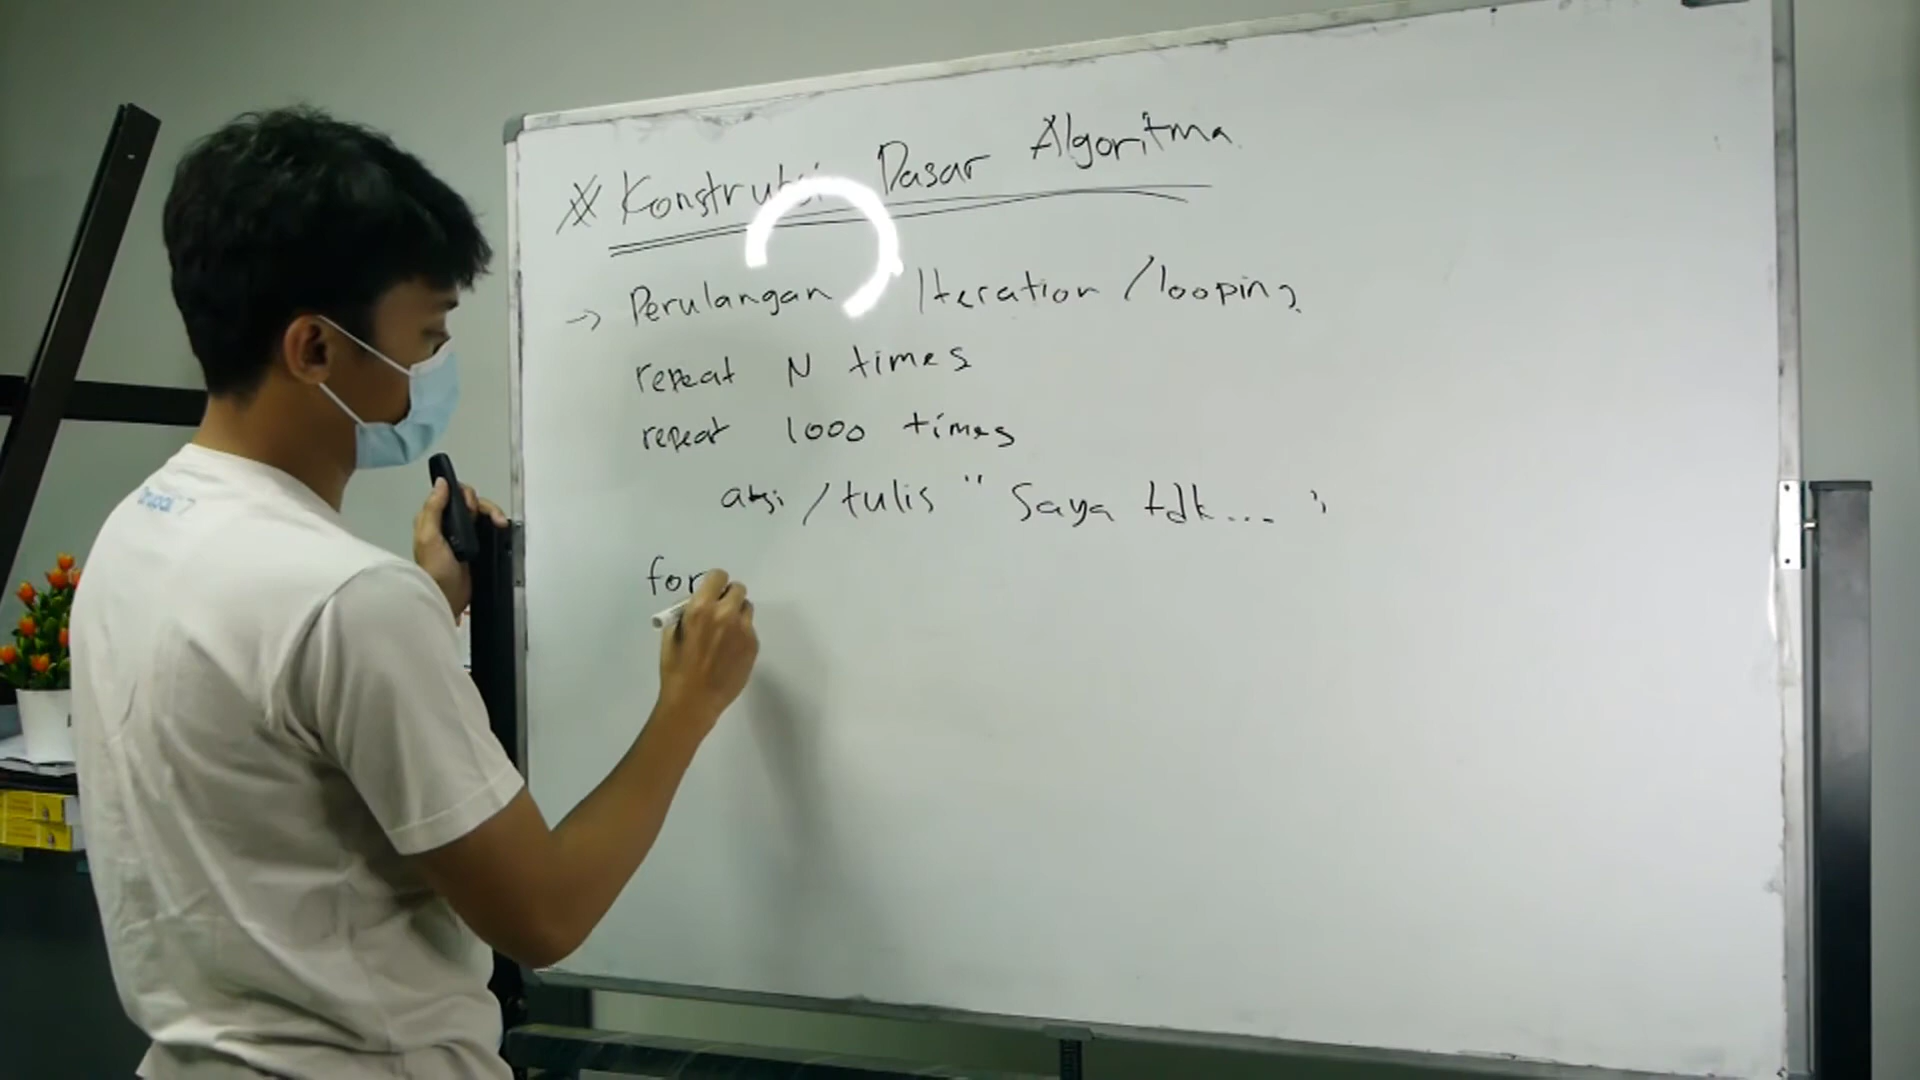 # Konstruksi Dasar Algoritma
→ Perulangan Iteration / looping
repeat N times
repeat 1000 times
aksi / tulis " Saya tdk... "
for